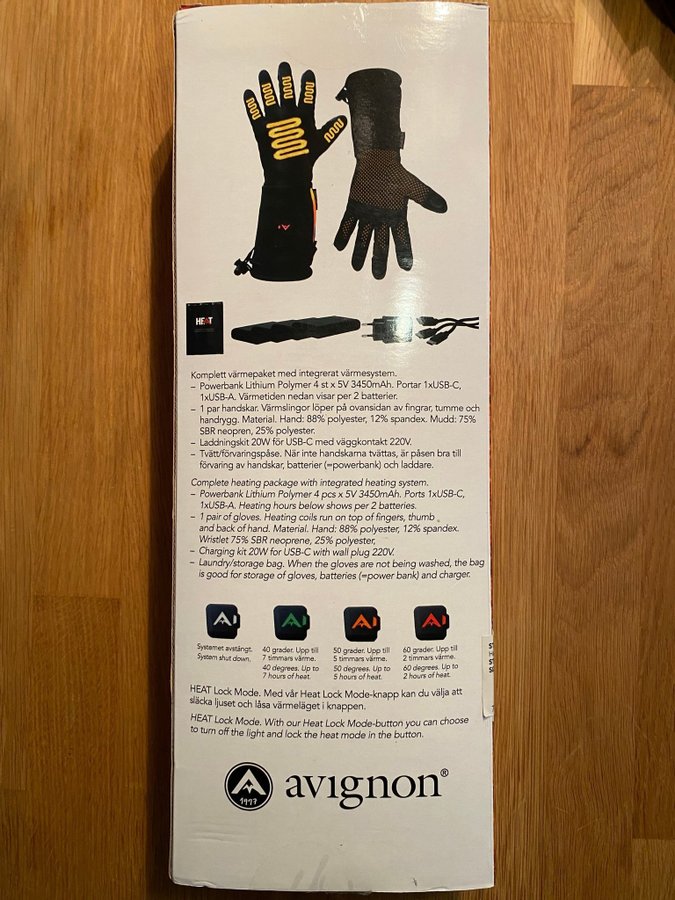 HEAT
Komplett värmepaket med integrerat värmesystem.
– Powerbank Lithium Polymer 4 st x 5V 3450mAh. Portar 1xUSB-C,
1xUSB-A. Värmetiden nedan visar per 2 batterier.
– 1 par handskar. Värmslingor löper på ovansidan av fingrar, tumme och
handrygg. Material. Hand: 88% polyester, 12% spandex. Mudd: 75%
SBR neopren, 25% polyester.
– Laddningskit 20W för USB-C med väggkontakt 220V.
– Tvätt/förvaringspåse. När inte handskarna tvättas, är påsen bra till
förvaring av handskar, batterier (=powerbank) och laddare.
Complete heating package with integrated heating system.
– Powerbank Lithium Polymer 4 pcs x 5V 3450mAh. Ports 1xUSB-C,
1xUSB-A. Heating hours below shows per 2 batteries.
– 1 pair of gloves. Heating coils run on top of fingers, thumb
and back of hand. Material. Hand: 88% polyester, 12% spandex.
Wristlet 75% SBR neoprene, 25% polyester,
– Charging kit 20W for USB-C with wall plug 220V.
– Laundry/storage bag. When the gloves are not being washed, the bag
is good for storage of gloves, batteries (=power bank) and charger.
Systemet avstängt.
System shut down.
40 grader. Upp till
7 timmars värme.
40 degrees. Up to
7 hours of heat.
50 grader. Upp till
5 timmars värme.
50 degrees. Up to
5 hours of heat.
60 grader. Upp till
2 timmars värme.
60 degrees. Up to
2 hours of heat.
HEAT Lock Mode. Med vår Heat Lock Mode-knapp kan du välja att
släcka ljuset och låsa värmeläget i knappen.
HEAT Lock Mode. With our Heat Lock Mode-button you can choose
to turn off the light and lock the heat mode in the button.
1997
avignon®